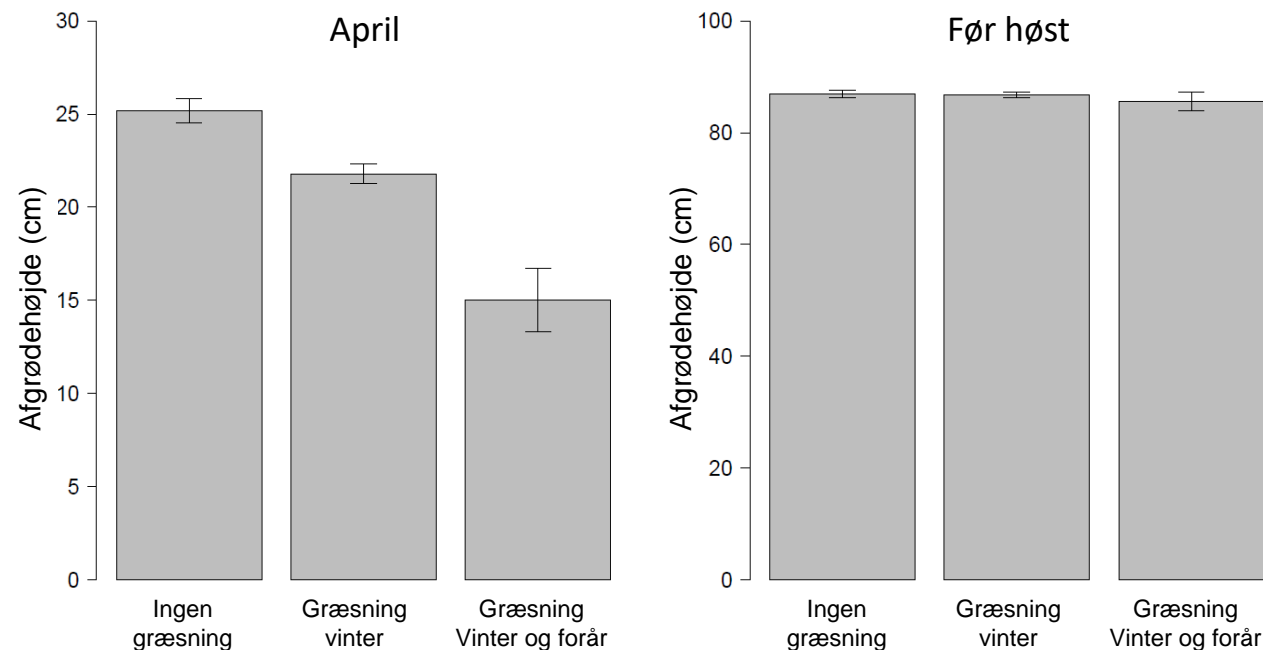 April
Afgrødehøjde (cm)
30
25
20
15
10
5
0
Ingen
græsning
Græsning
vinter
Græsning
Vinter og forår
Før høst
Afgrødehøjde (cm)
100
80
60
40
20
0
Ingen
græsning
Græsning
vinter
Græsning
Vinter og forår